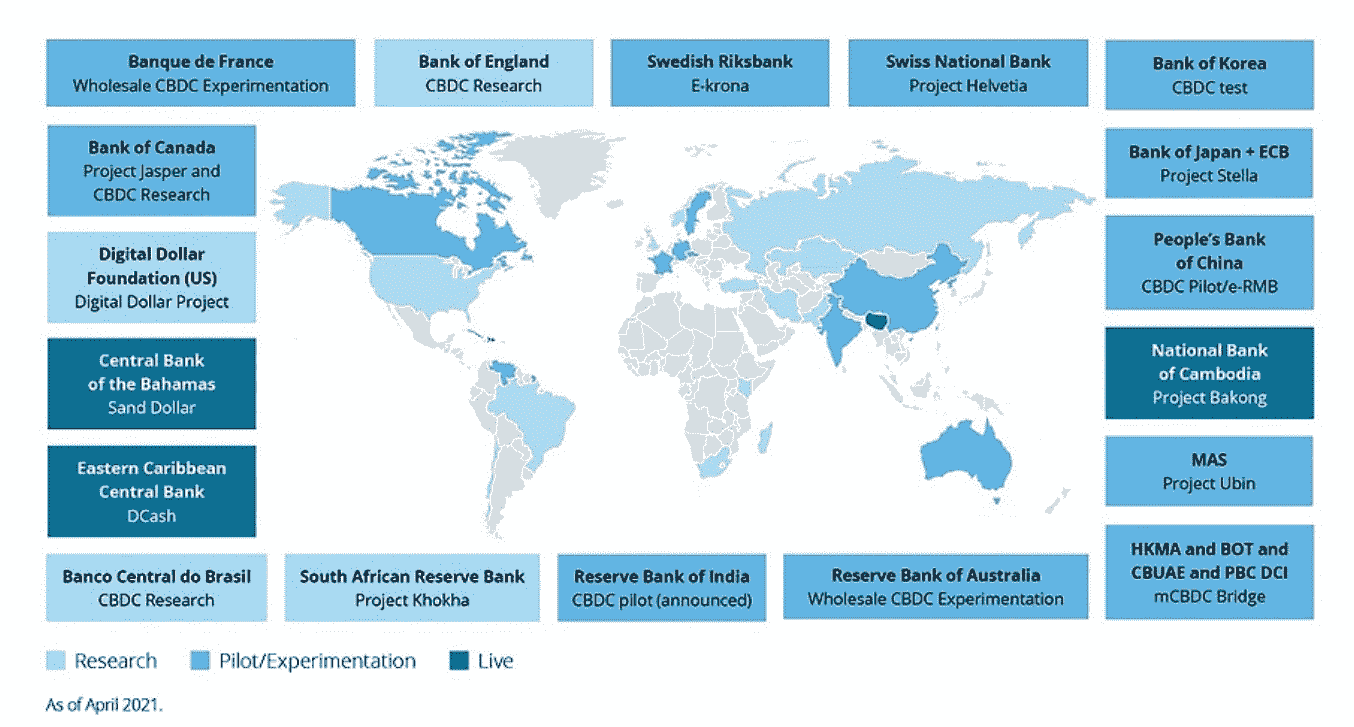 Banque de France
Wholesale CBDC Experimentation
Bank of England
CBDC Research
Swedish Riksbank
E-krona
Swiss National Bank
Project Helvetia
Bank of Korea
CBDC test
Bank of Canada
Project Jasper and
CBDC Research
Bank of Japan + ECB
Project Stella
Digital Dollar
Foundation (US)
Digital Dollar Project
People's Bank
of China
CBDC Pilot/e-RMB
Central Bank
of the Bahamas
Sand Dollar
National Bank
of Cambodia
Project Bakong
Eastern Caribbean
Central Bank
DCash
MAS
Project Ubin
Banco Central do Brasil
CBDC Research
South African Reserve Bank
Project Khokha
Reserve Bank of India
CBDC pilot (announced)
Reserve Bank of Australia
Wholesale CBDC Experimentation
HKMA and BOT and
CBUAE and PBC DCI
mCBDC Bridge
Research
Pilot/Experimentation
Live
As of April 2021.